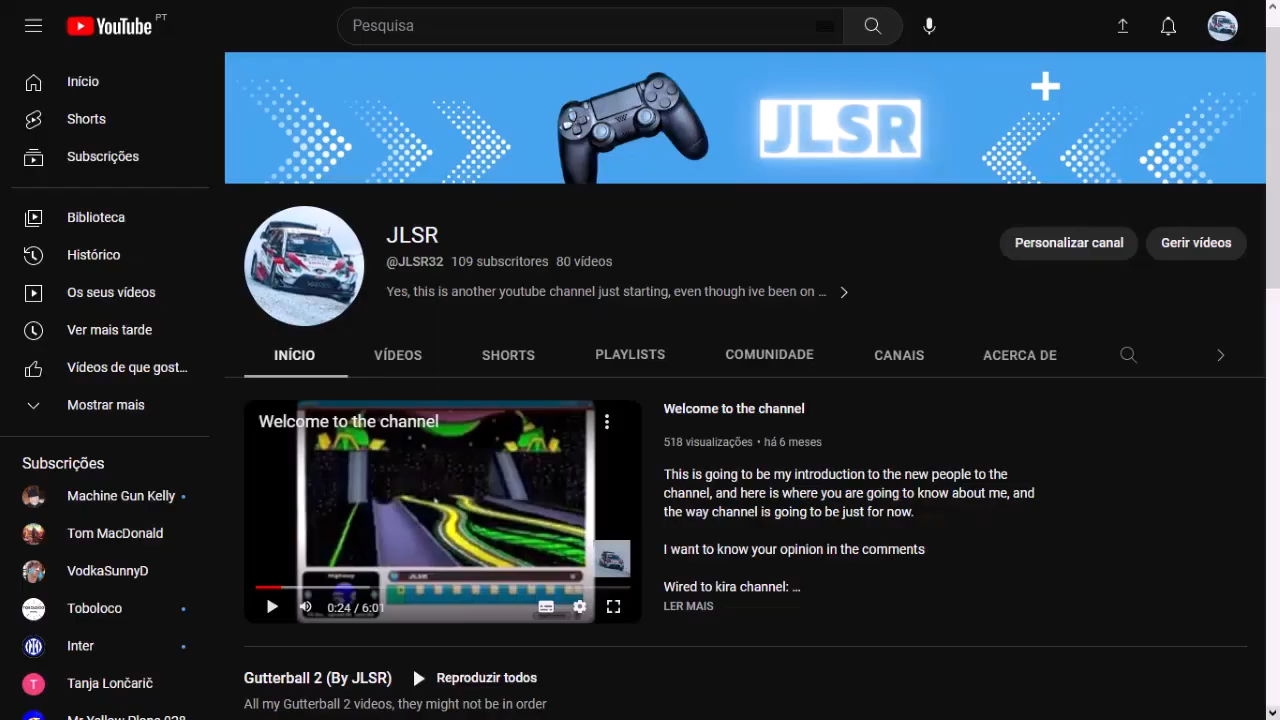 YouTube PT
Pesquisa
Início
Shorts
Subscrições
Biblioteca
Histórico
Os seus vídeos
Ver mais tarde
Vídeos de que gost...
Mostrar mais
Subscrições
Machine Gun Kelly
Tom MacDonald
VodkaSunnyD
Toboloco
Inter
Tanja Lončarič
JLSR
JLSR
@JLSR32 109 subscritores 80 vídeos
Yes, this is another youtube channel just starting, even though ive been on ...
Personalizar canal
Gerir vídeos
INÍCIO
VÍDEOS
SHORTS
PLAYLISTS
COMUNIDADE
CANAIS
ACERCA DE
Welcome to the channel
JLSR
0:24 / 6:01
Welcome to the channel
518 visualizações • há 6 meses
This is going to be my introduction to the new people to the
channel, and here is where you are going to know about me, and
the way channel is going to be just for now.
I want to know your opinion in the comments
Wired to kira channel: ...
LER MAIS
Gutterball 2 (By JLSR)
Reproduzir todos
All my Gutterball 2 videos, they might not be in order